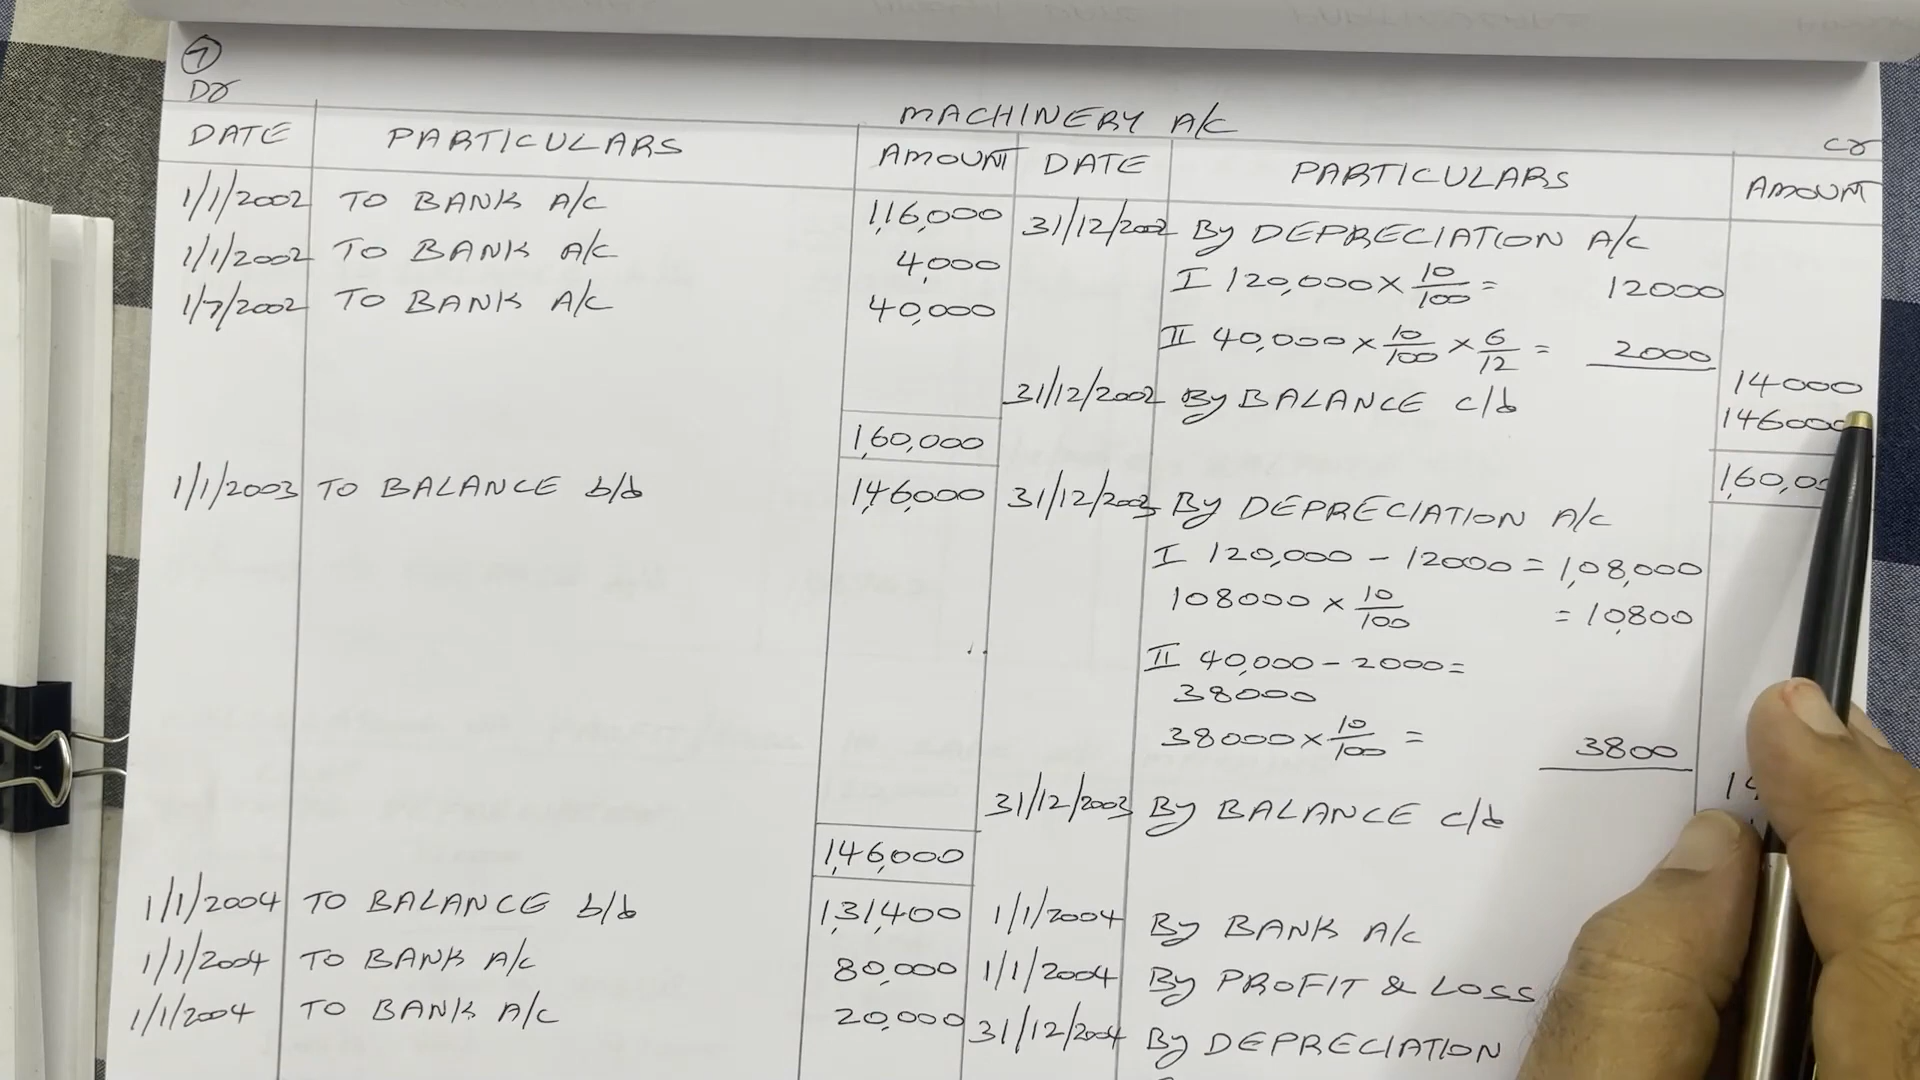 7
Dr
MACHINERY A/C
Cr
DATE PARTICULARS AMOUNT DATE PARTICULARS AMOUNT
1/1/2002 TO BANK A/C 1,16,000 31/12/2002 By DEPRECIATION A/C
1/1/2002 TO BANK A/C 4,000 I 120,000 × 10/100 = 12000
1/7/2002 TO BANK A/C 40,000 II 40,000 × 10/100 × 6/12 = 2000
14000
31/12/2002 By BALANCE c/d 146000
1,60,000 1,60,00
1/1/2003 TO BALANCE b/d 1,46,000 31/12/2003 By DEPRECIATION A/C
I 120,000 - 12000 = 1,08,000
108000 × 10/100 = 10,800
II 40,000 - 2000 =
38000
38000 × 10/100 = 3800
31/12/2003 By BALANCE c/d
1,46,000
1/1/2004 TO BALANCE b/d 1,31,400 1/1/2004 By BANK A/C
1/1/2004 TO BANK A/C 80,000 1/1/2004 By PROFIT & LOSS
1/1/2004 TO BANK A/C 20,000 31/12/2004 By DEPRECIATION